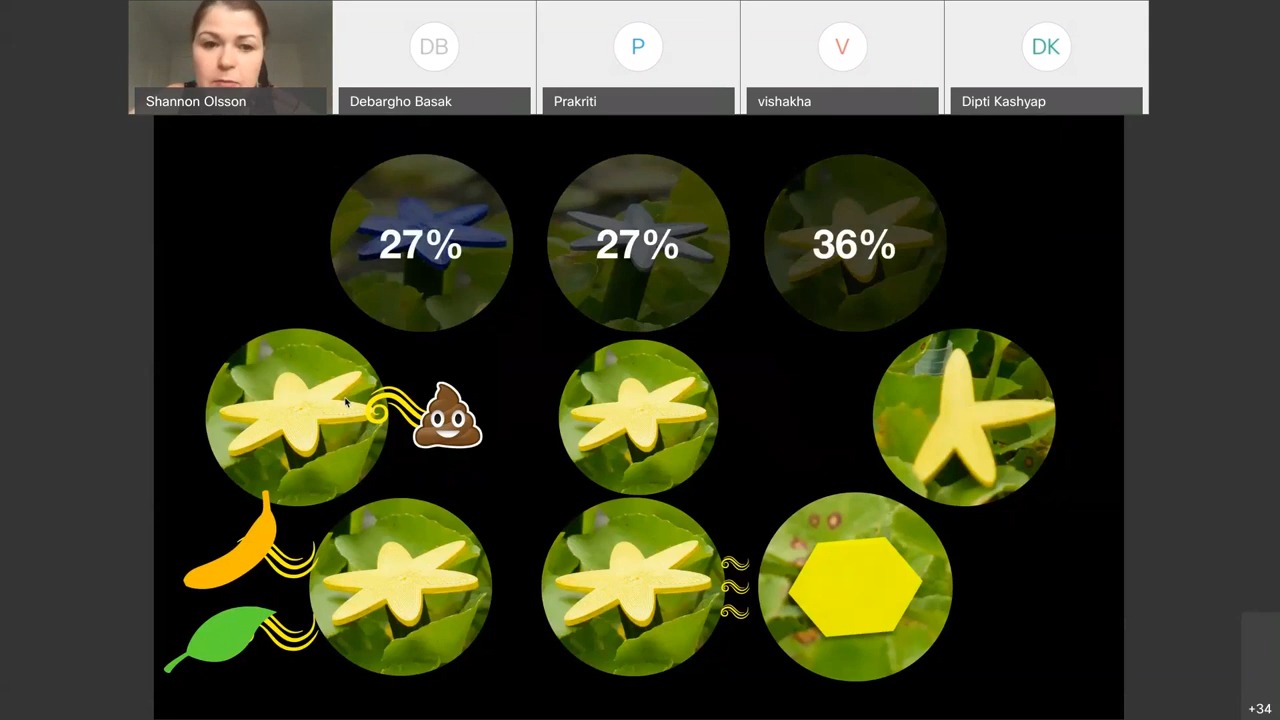 DB
P
V
DK
Shannon Olsson
Debargho Basak
Prakriti
vishakha
Dipti Kashyap
27%
27%
36%
+34